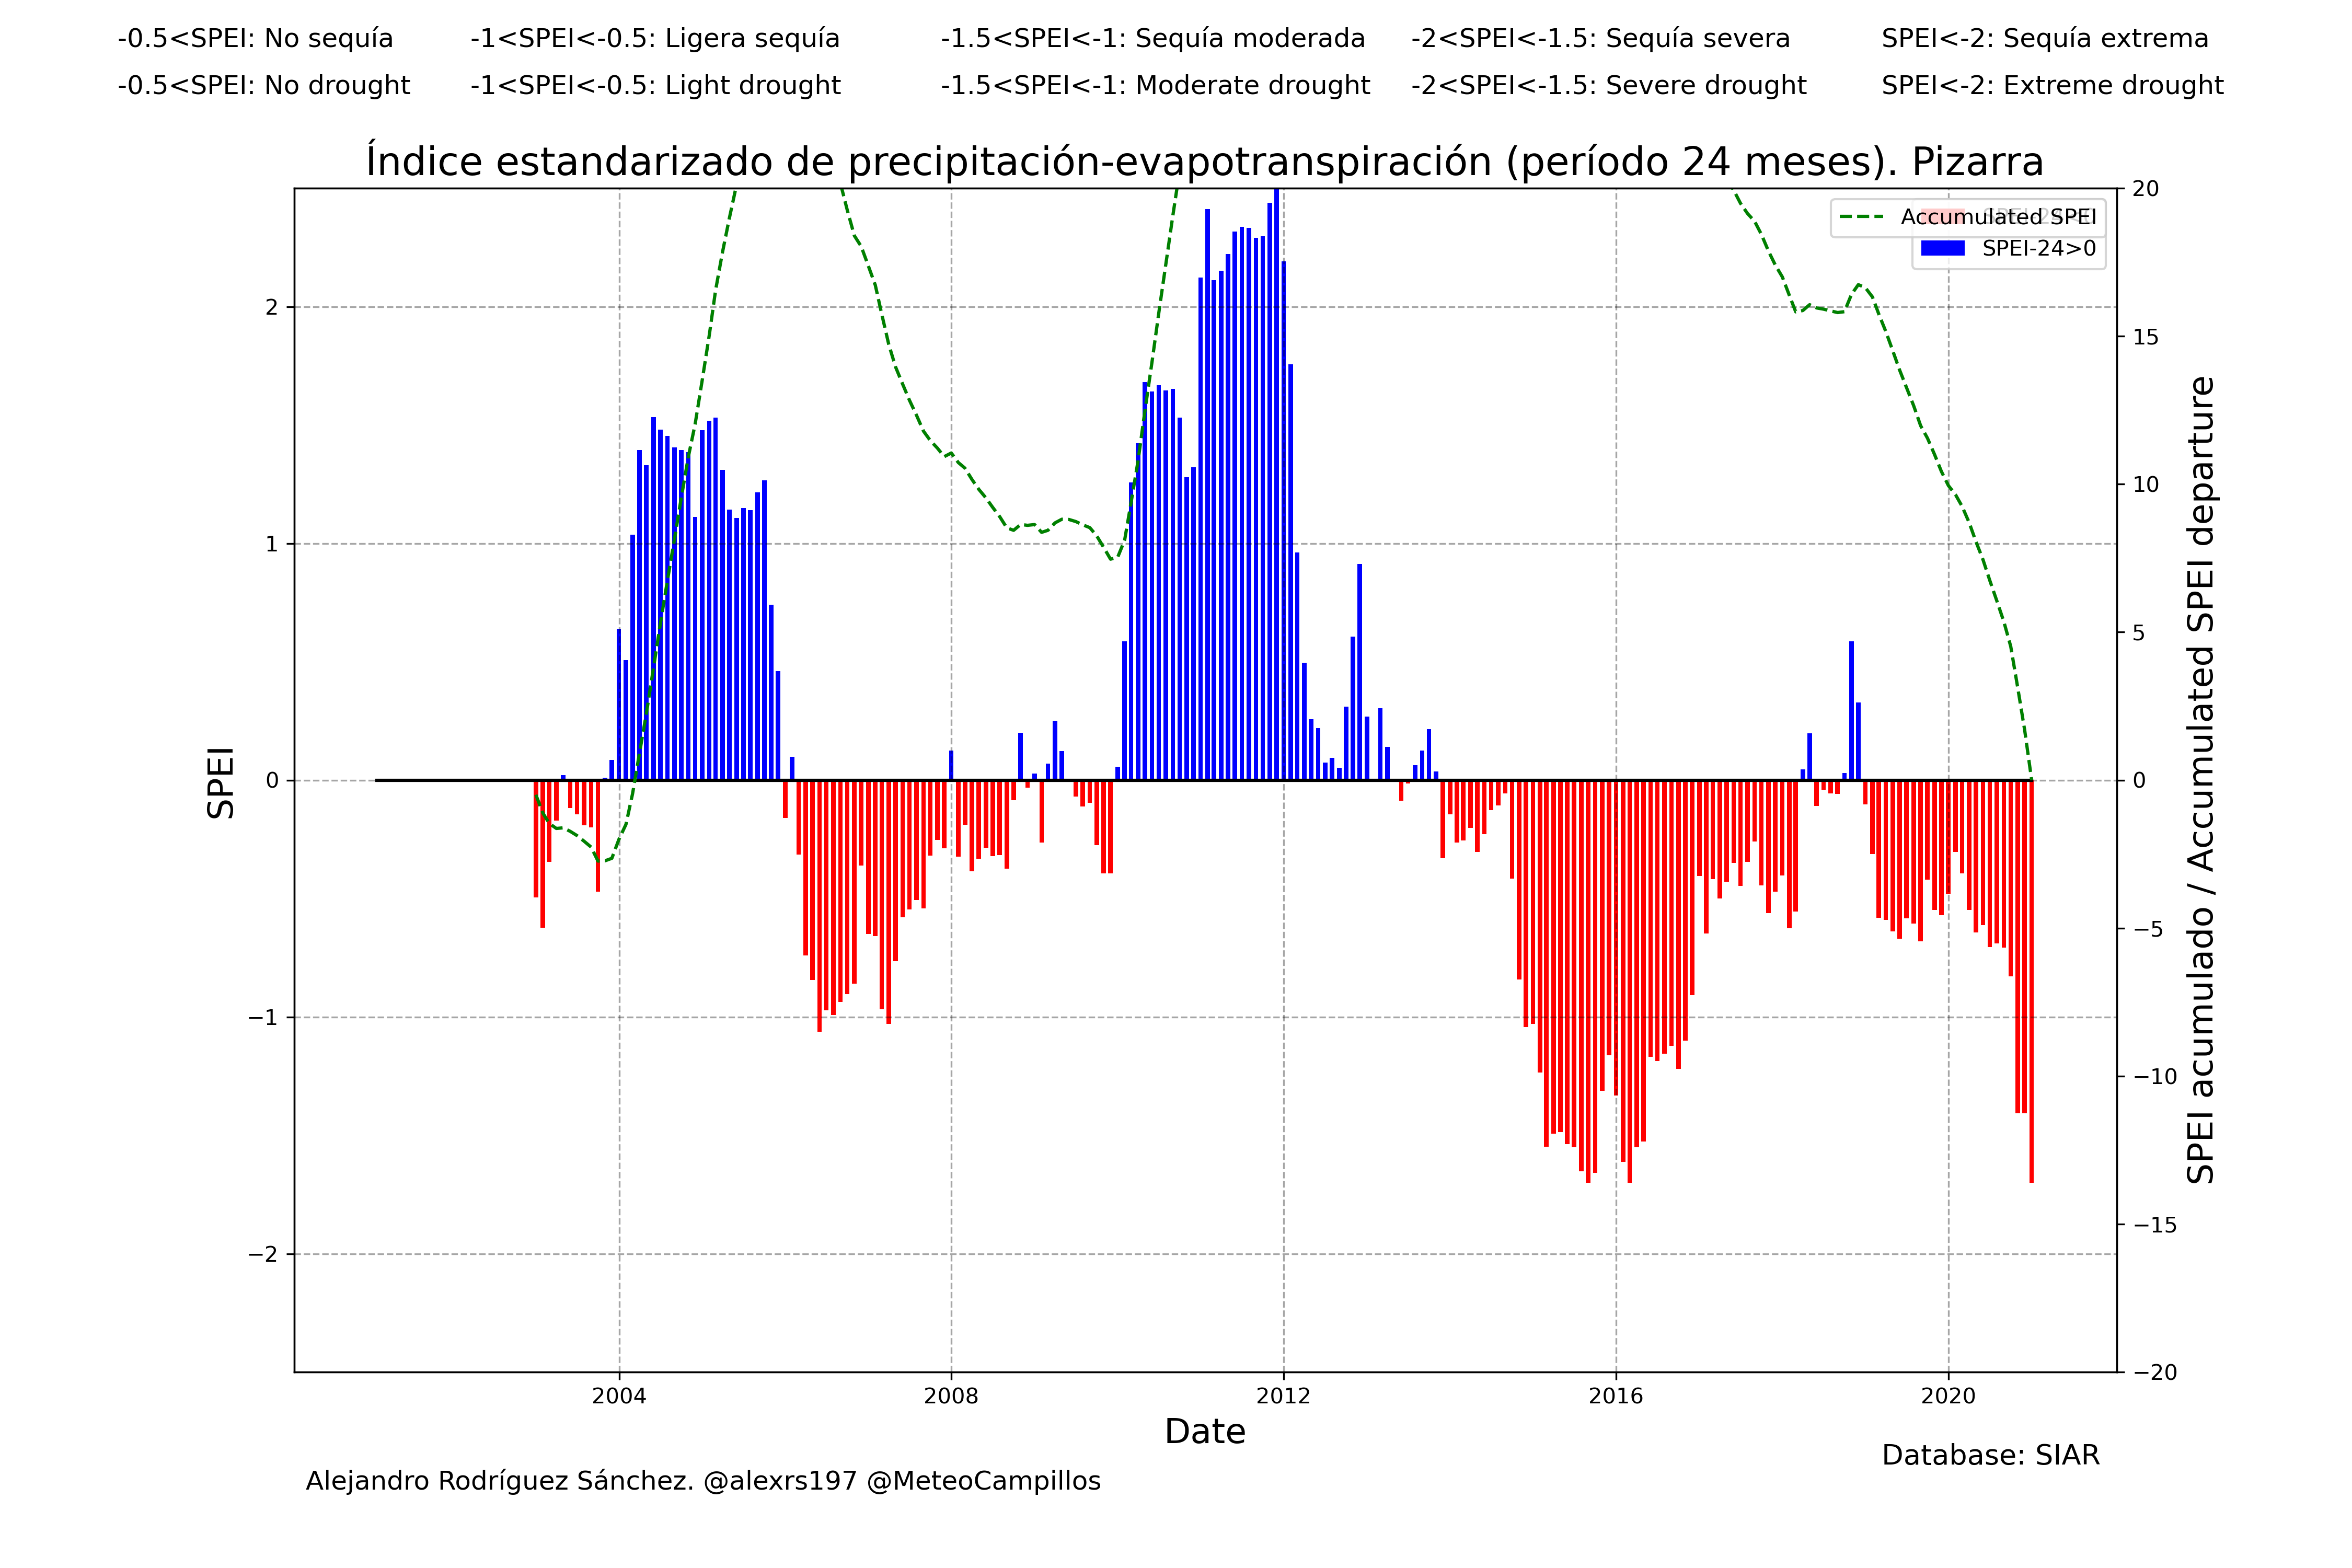 -0.5<SPEI: No sequía -1<SPEI<-0.5: Ligera sequía -1.5<SPEI<-1: Sequía moderada -2<SPEI<-1.5: Sequía severa SPEI<-2: Sequía extrema
-0.5<SPEI: No drought -1<SPEI<-0.5: Light drought -1.5<SPEI<-1: Moderate drought -2<SPEI<-1.5: Severe drought SPEI<-2: Extreme drought
Índice estandarizado de precipitación-evapotranspiración (período 24 meses). Pizarra
Accumulated SPEI
SPEI-24>0
SPEI
2
1
0
−1
−2
20
15
10
5
0
−5
−10
−15
−20
SPEI acumulado / Accumulated SPEI departure
2004 2008 2012 2016 2020
Date
Database: SIAR
Alejandro Rodríguez Sánchez. @alexrs197 @MeteoCampillos